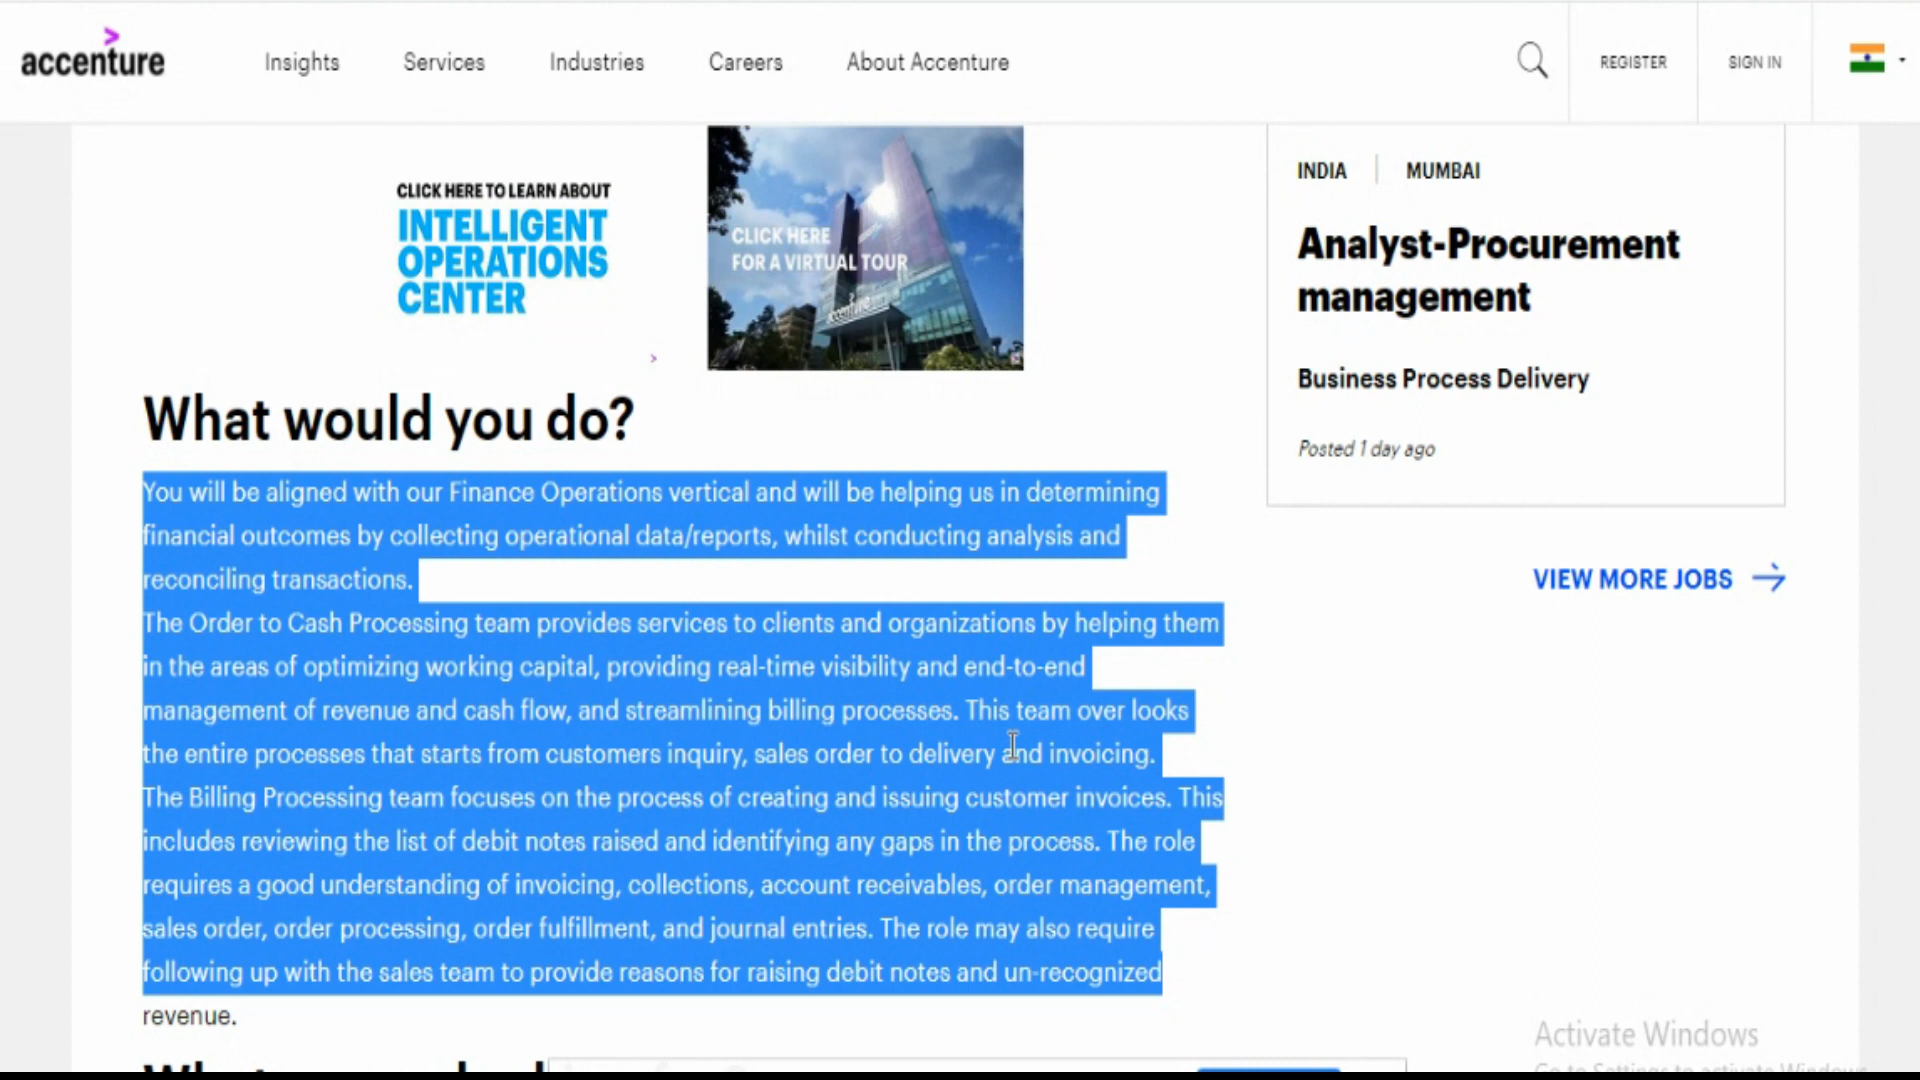 accenture
Insights
Services
Industries
Careers
About Accenture
REGISTER
SIGN IN
CLICK HERE TO LEARN ABOUT
INTELLIGENT
OPERATIONS
CENTER
CLICK HERE
FOR A VIRTUAL TOUR
accenture
INDIA | MUMBAI
Analyst-Procurement
management
Business Process Delivery
Posted 1 day ago
VIEW MORE JOBS
What would you do?
You will be aligned with our Finance Operations vertical and will be helping us in determining
financial outcomes by collecting operational data/reports, whilst conducting analysis and
reconciling transactions.
The Order to Cash Processing team provides services to clients and organizations by helping them
in the areas of optimizing working capital, providing real-time visibility and end-to-end
management of revenue and cash flow, and streamlining billing processes. This team over looks
the entire processes that starts from customers inquiry, sales order to delivery and invoicing.
The Billing Processing team focuses on the process of creating and issuing customer invoices. This
includes reviewing the list of debit notes raised and identifying any gaps in the process. The role
requires a good understanding of invoicing, collections, account receivables, order management,
sales order, order processing, order fulfillment, and journal entries. The role may also require
following up with the sales team to provide reasons for raising debit notes and un-recognized
revenue.
Activate Windows
Go to Settings to activate Windows.